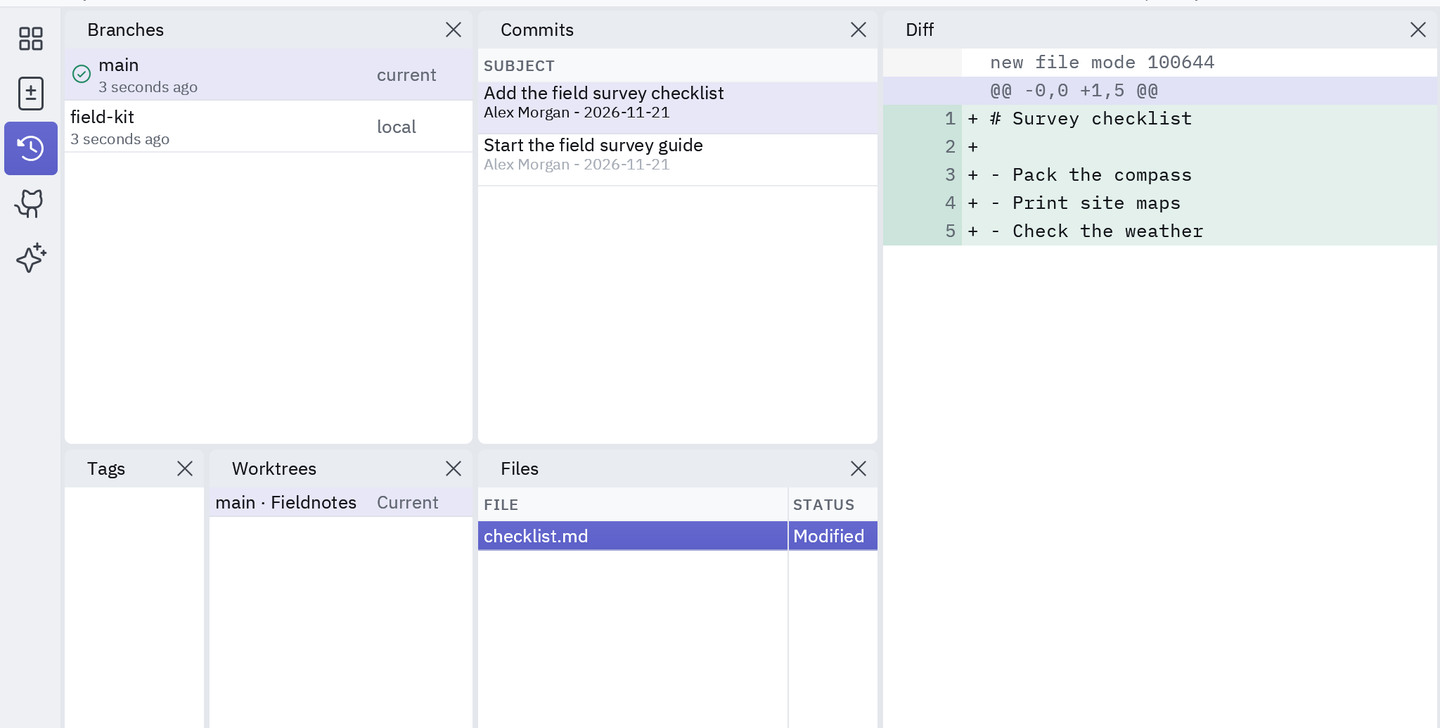 Branches
main
3 seconds ago
current
field-kit
3 seconds ago
local
Commits
SUBJECT
Add the field survey checklist
Alex Morgan - 2026-11-21
Start the field survey guide
Alex Morgan - 2026-11-21
Diff
new file mode 100644
@@ -0,0 +1,5 @@
1 + # Survey checklist
2 +
3 + - Pack the compass
4 + - Print site maps
5 + - Check the weather
Tags
Worktrees
main · Fieldnotes Current
Files
FILE STATUS
checklist.md Modified